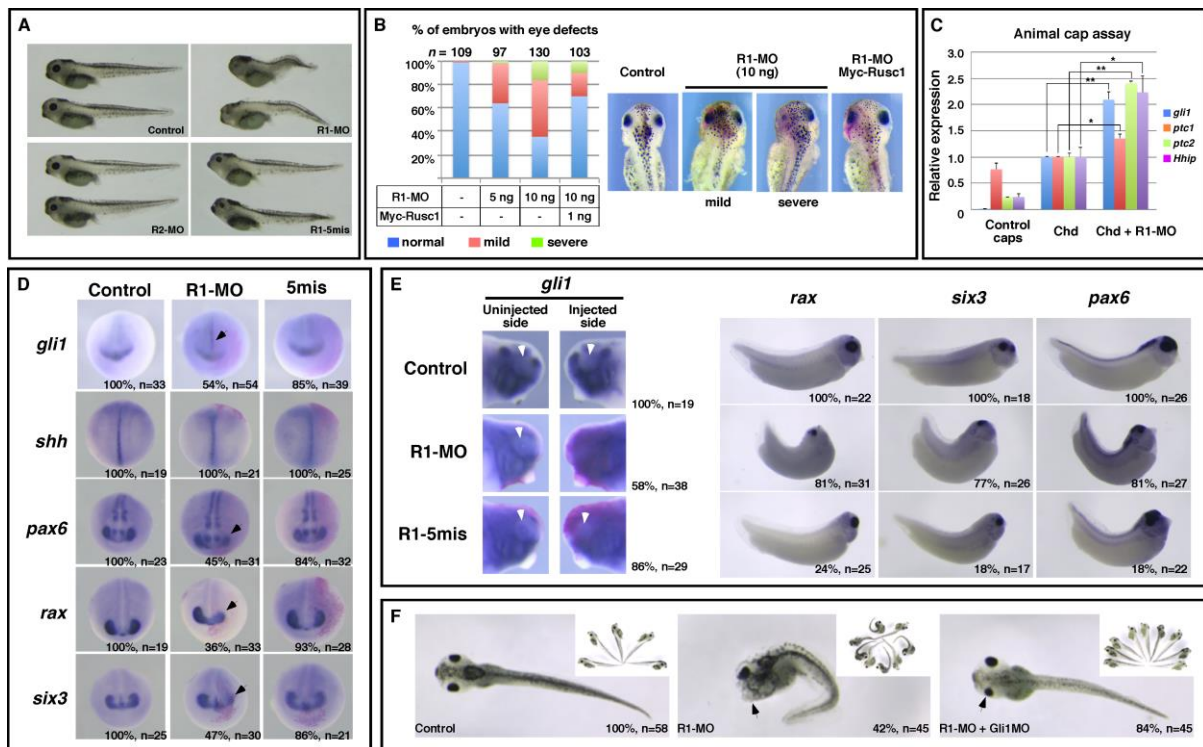 A
Control
R1-MO
R2-MO
R1-5mis
B
% of embryos with eye defects
n = 109 97 130 103
100%
80%
60%
40%
20%
R1-MO - 5 ng 10 ng 10 ng
Myc-Rusc1 - - - 1 ng
normal mild severe
Control
R1-MO
(10 ng)
R1-MO
Myc-Rusc1
mild severe
C
Animal cap assay
Relative expression
3.0
2.5
2.0
1.5
1.0
0.5
0
*
**
**
*
gli1
ptc1
ptc2
Hhip
Control
caps
Chd
Chd + R1-MO
D
Control R1-MO 5mis
gli1
100%, n=33 54%, n=54 85%, n=39
shh
100%, n=19 100%, n=21 100%, n=25
pax6
100%, n=23 45%, n=31 84%, n=32
rax
100%, n=19 36%, n=33 93%, n=28
six3
100%, n=25 47%, n=30 86%, n=21
E
gli1
Uninjected
side
Injected
side
Control
100%, n=19
R1-MO
58%, n=38
R1-5mis
86%, n=29
rax six3 pax6
100%, n=22 100%, n=18 100%, n=26
81%, n=31 77%, n=26 81%, n=27
24%, n=25 18%, n=17 18%, n=22
F
Control 100%, n=58
R1-MO 42%, n=45
R1-MO + Gli1MO 84%, n=45